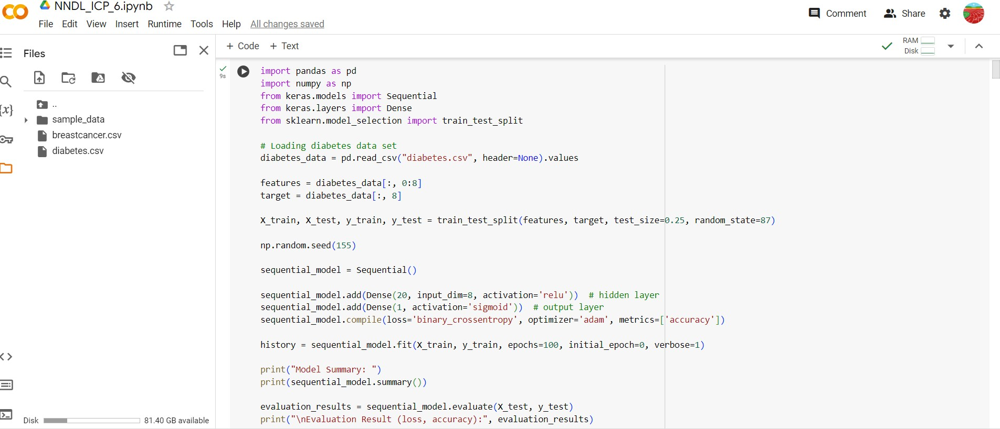 NNDL_ICP_6.ipynb
File Edit View Insert Runtime Tools Help All changes saved
Comment Share
Files
+ Code + Text
RAM
Disk
..
sample_data
breastcancer.csv
diabetes.csv
{x}
Disk 81.40 GB available
9s
import pandas as pd
import numpy as np
from keras.models import Sequential
from keras.layers import Dense
from sklearn.model_selection import train_test_split
# Loading diabetes data set
diabetes_data = pd.read_csv("diabetes.csv", header=None).values
features = diabetes_data[:, 0:8]
target = diabetes_data[:, 8]
X_train, X_test, y_train, y_test = train_test_split(features, target, test_size=0.25, random_state=87)
np.random.seed(155)
sequential_model = Sequential()
sequential_model.add(Dense(20, input_dim=8, activation='relu')) # hidden layer
sequential_model.add(Dense(1, activation='sigmoid')) # output layer
sequential_model.compile(loss='binary_crossentropy', optimizer='adam', metrics=['accuracy'])
history = sequential_model.fit(X_train, y_train, epochs=100, initial_epoch=0, verbose=1)
print("Model Summary: ")
print(sequential_model.summary())
evaluation_results = sequential_model.evaluate(X_test, y_test)
print("\nEvaluation Result (loss, accuracy):", evaluation_results)